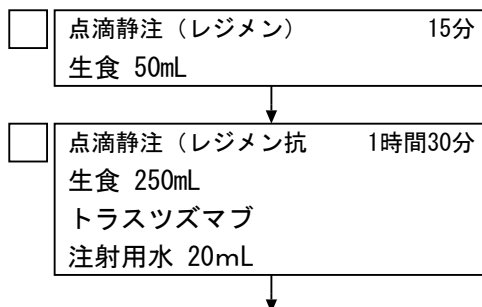 点滴静注（レジメン） 15分
生食 50mL
点滴静注（レジメン抗 1時間30分
生食 250mL
トラスツズマブ
注射用水 20mL